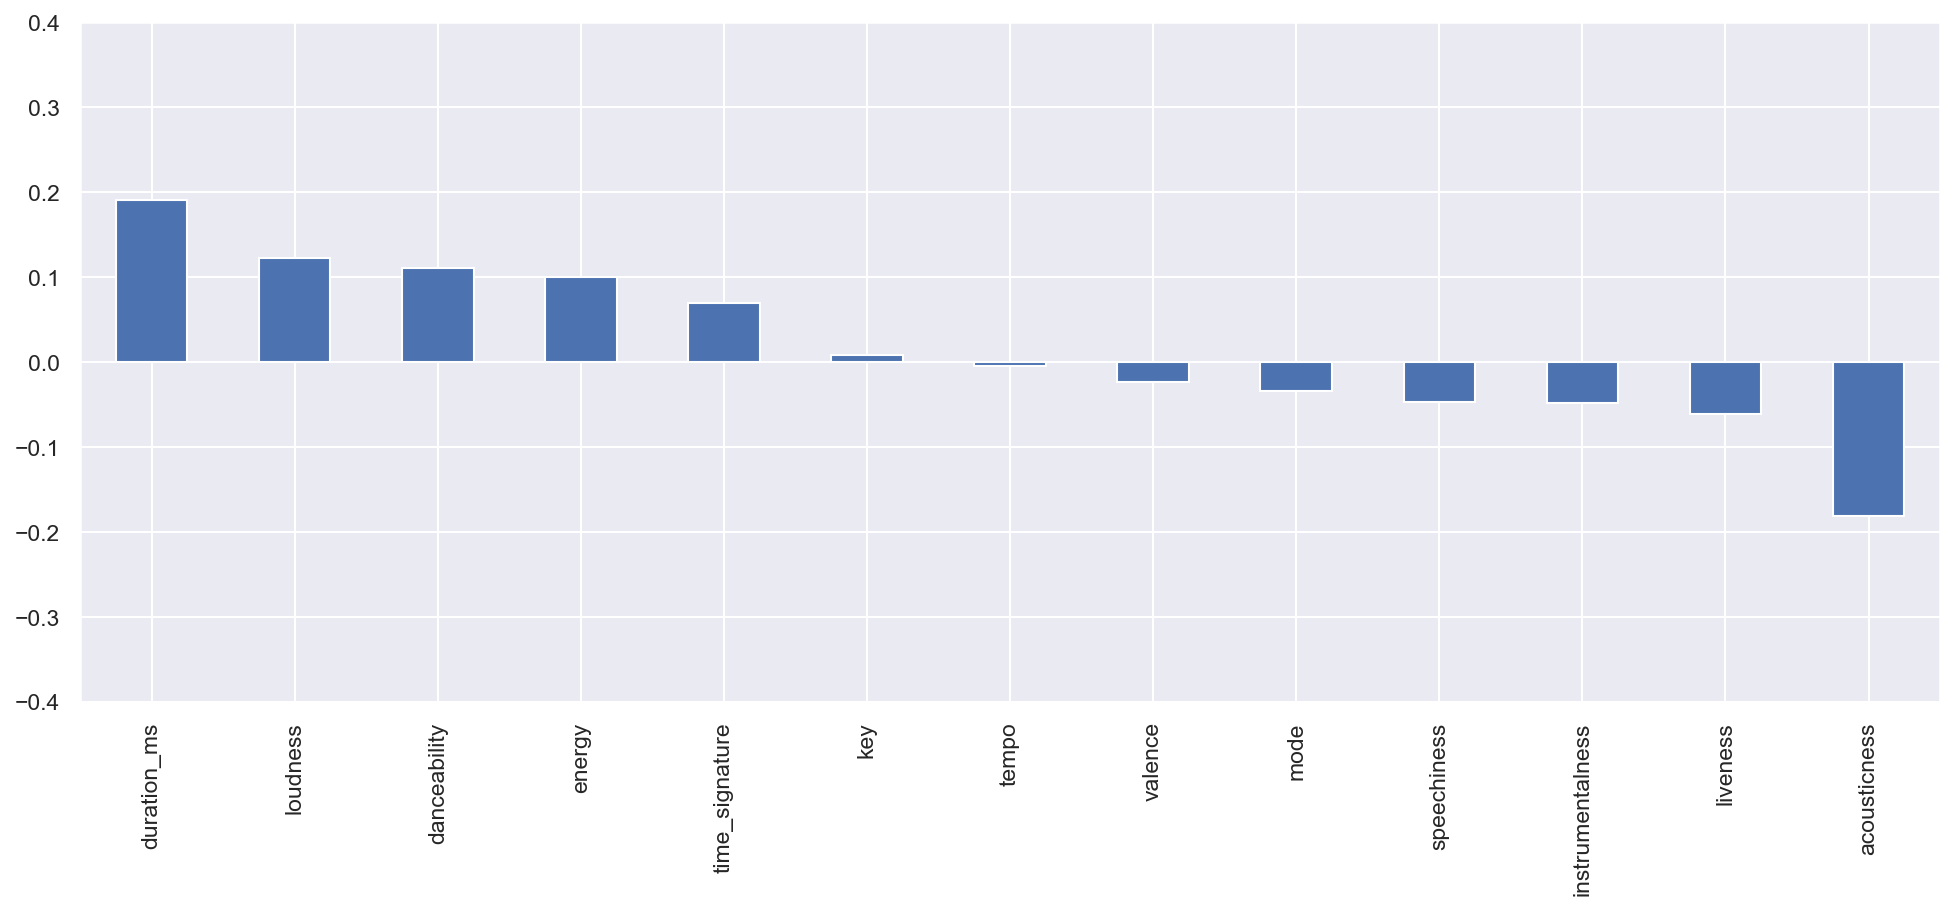 0.4
0.3
0.2
0.1
0.0
−0.1
−0.2
−0.3
−0.4
duration_ms
loudness
danceability
energy
time_signature
key
tempo
valence
mode
speechiness
instrumentalness
liveness
acousticness